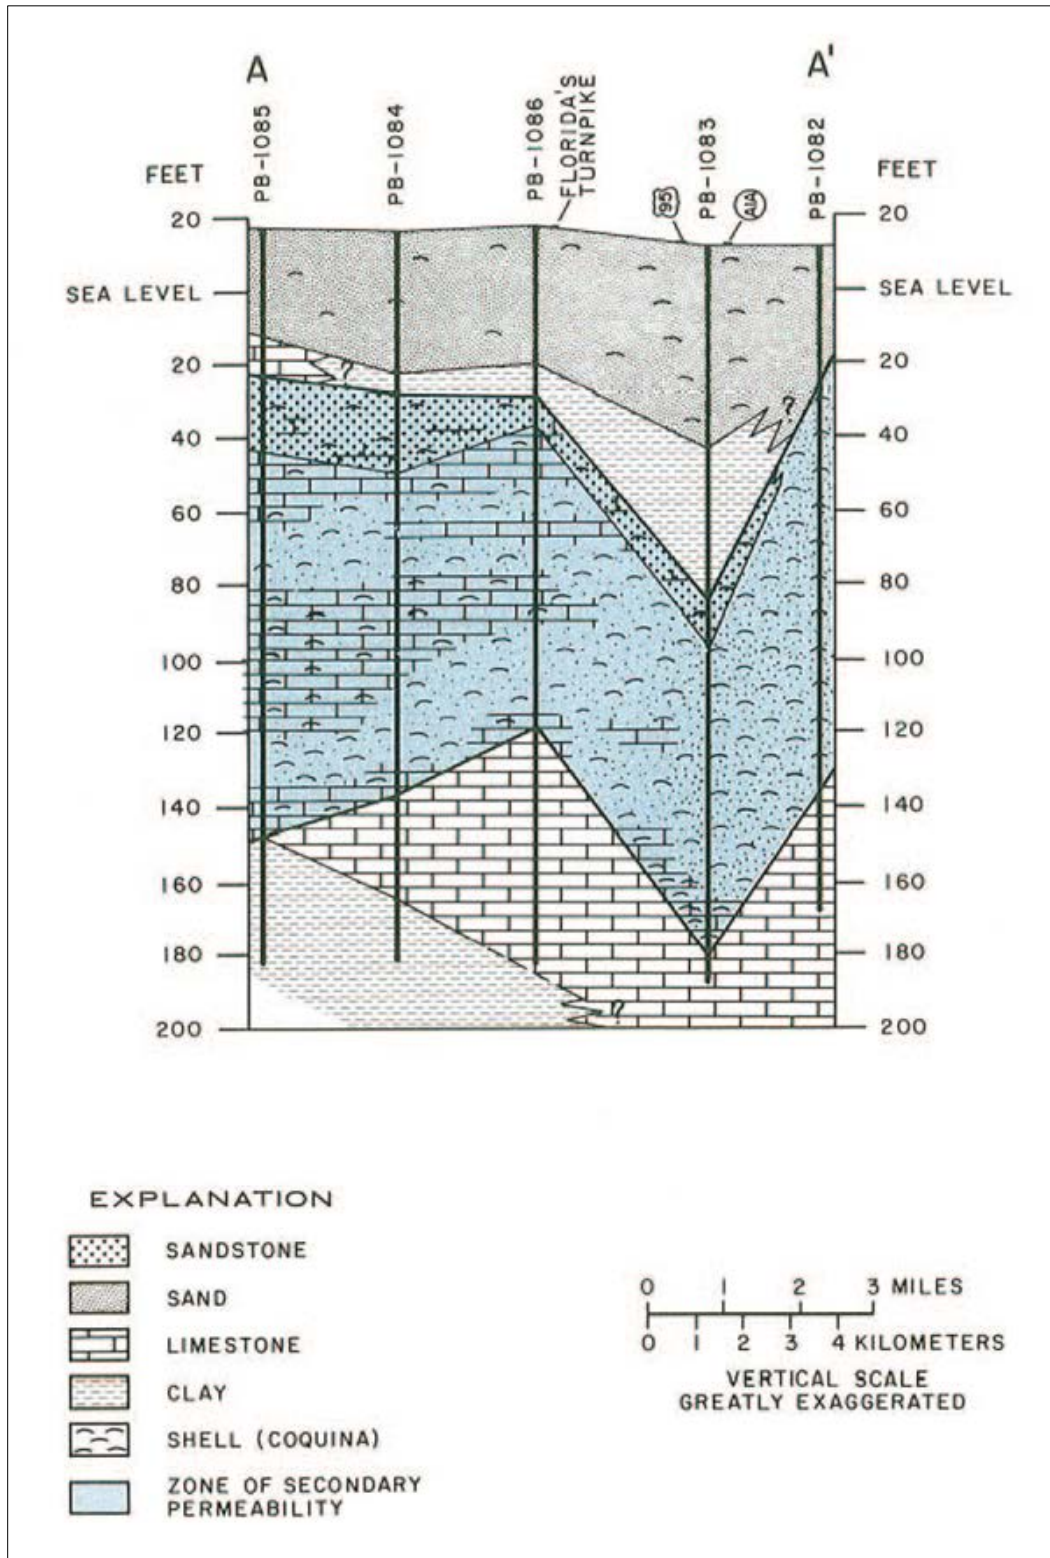 A
A'
PB-1085
PB-1084
PB-1086
FLORIDA'S
TURNPIKE
95
PB-1083
A1A
PB-1082
FEET
FEET
20
20
SEA LEVEL
SEA LEVEL
20
20
?
?
40
40
60
60
80
80
100
100
120
120
140
140
160
160
180
180
200
?
200
EXPLANATION
SANDSTONE
SAND
LIMESTONE
CLAY
SHELL (COQUINA)
ZONE OF SECONDARY
PERMEABILITY
0 1 2 3 MILES
0 1 2 3 4 KILOMETERS
VERTICAL SCALE
GREATLY EXAGGERATED